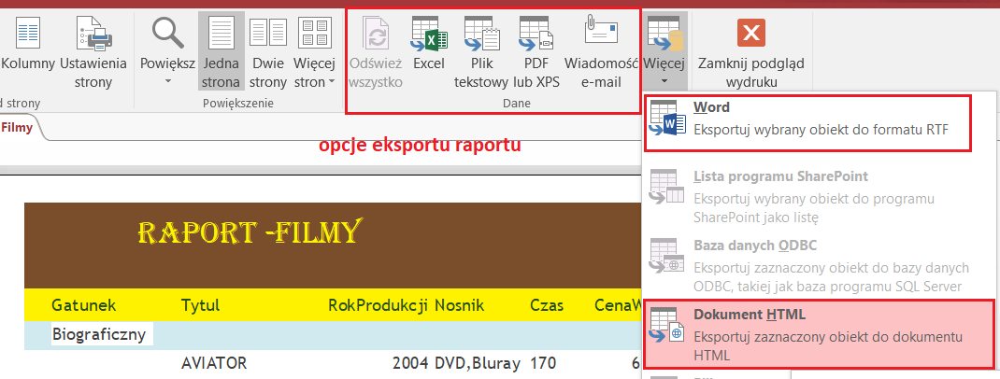 Kolumny Ustawienia strony
Powiększ Jedna strona Dwie strony Więcej stron
Odśwież wszystko Excel Plik tekstowy PDF lub XPS Wiadomość e-mail
Więcej Zamknij podgląd wydruku
d strony Powiększenie Dane
Filmy
opcje eksportu raportu
Word
Eksportuj wybrany obiekt do formatu RTF
Lista programu SharePoint
Eksportuj wybrany obiekt do programu
SharePoint jako listę
Baza danych ODBC
Eksportuj zaznaczony obiekt do bazy danych
ODBC, takiej jak baza programu SQL Server
Dokument HTML
Eksportuj zaznaczony obiekt do dokumentu
HTML
RAPORT -FILMY
Gatunek Tytul RokProdukcji Nosnik Czas CenaW
Biograficzny
AVIATOR 2004 DVD,Bluray 170 6